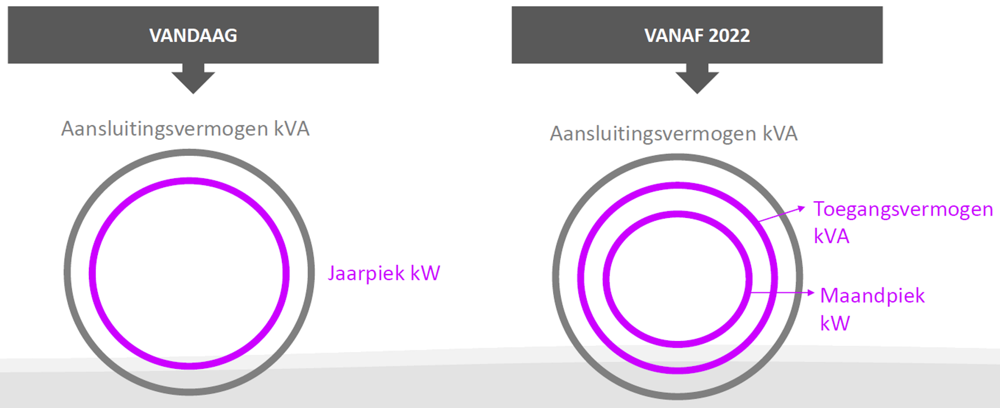 VANDAAG
Aansluitingsvermogen kVA
Jaarpiek kW
VANAF 2022
Aansluitingsvermogen kVA
Toegangsvermogen
kVA
Maandpiek
kW